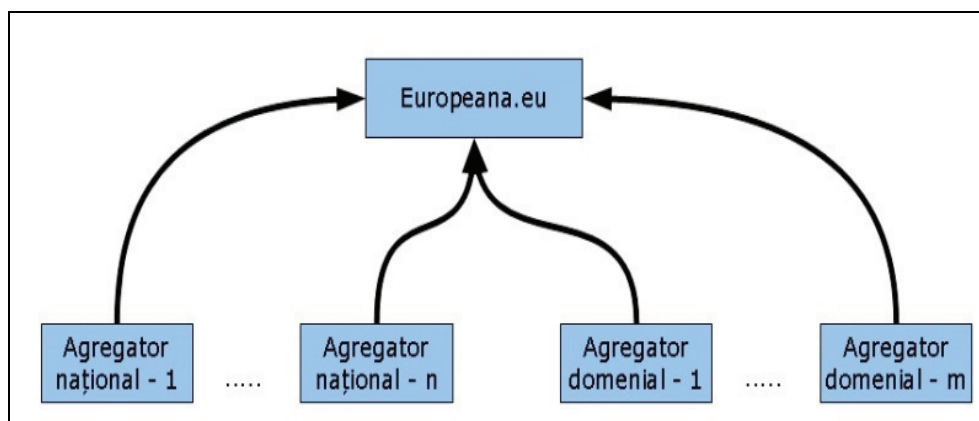 Europeana.eu
Agregator
național - 1
.....
Agregator
național - n
Agregator
domenial - 1
.....
Agregator
domenial - m